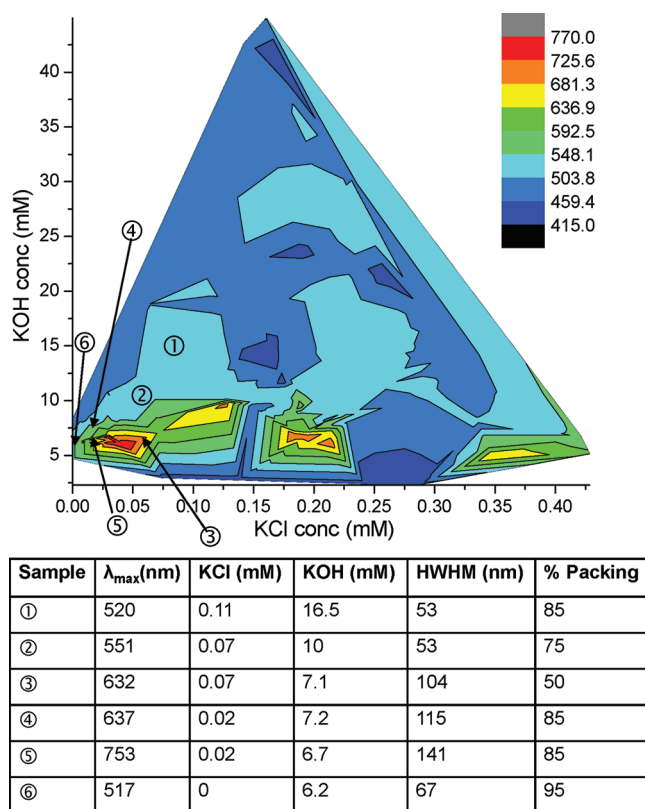 KOH conc (mM)
40
35
30
25
20
15
10
5
0.00 0.05 0.10 0.15 0.20 0.25 0.30 0.35 0.40
KCl conc (mM)
770.0
725.6
681.3
636.9
592.5
548.1
503.8
459.4
415.0
④
⑥
①
②
⑤
③
Sample λmax(nm) KCl (mM) KOH (mM) HWHM (nm) % Packing
① 520 0.11 16.5 53 85
② 551 0.07 10 53 75
③ 632 0.07 7.1 104 50
④ 637 0.02 7.2 115 85
⑤ 753 0.02 6.7 141 85
⑥ 517 0 6.2 67 95